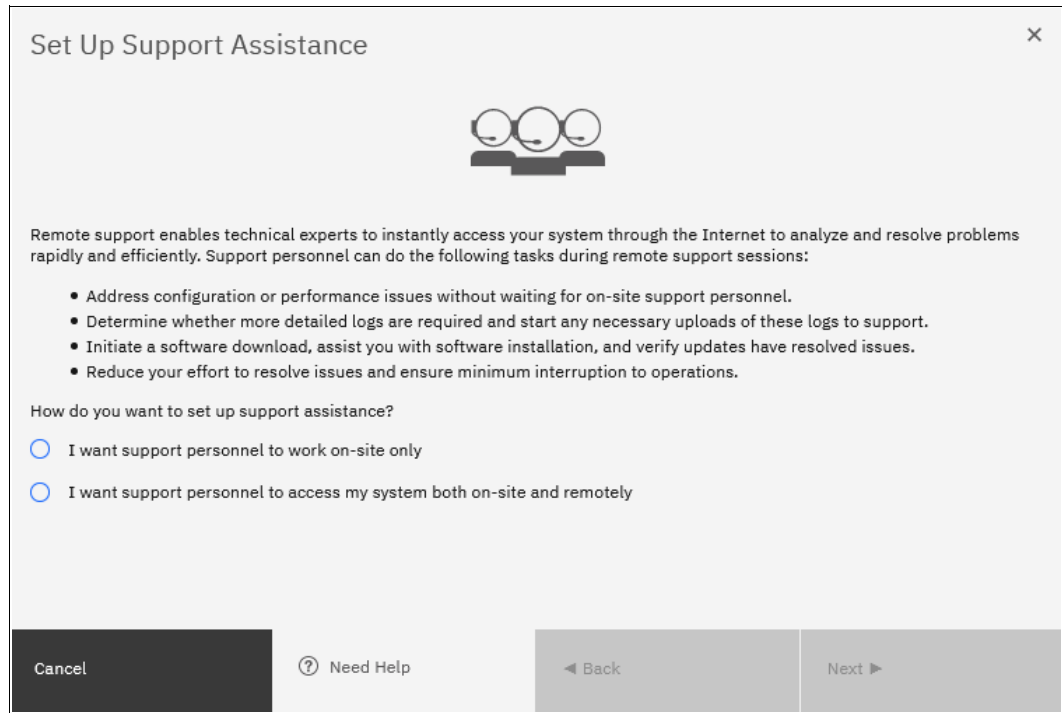 Set Up Support Assistance
Remote support enables technical experts to instantly access your system through the Internet to analyze and resolve problems
rapidly and efficiently. Support personnel can do the following tasks during remote support sessions:
• Address configuration or performance issues without waiting for on-site support personnel.
• Determine whether more detailed logs are required and start any necessary uploads of these logs to support.
• Initiate a software download, assist you with software installation, and verify updates have resolved issues.
• Reduce your effort to resolve issues and ensure minimum interruption to operations.
How do you want to set up support assistance?
I want support personnel to work on-site only
I want support personnel to access my system both on-site and remotely
Cancel
? Need Help
◀ Back
Next ▶